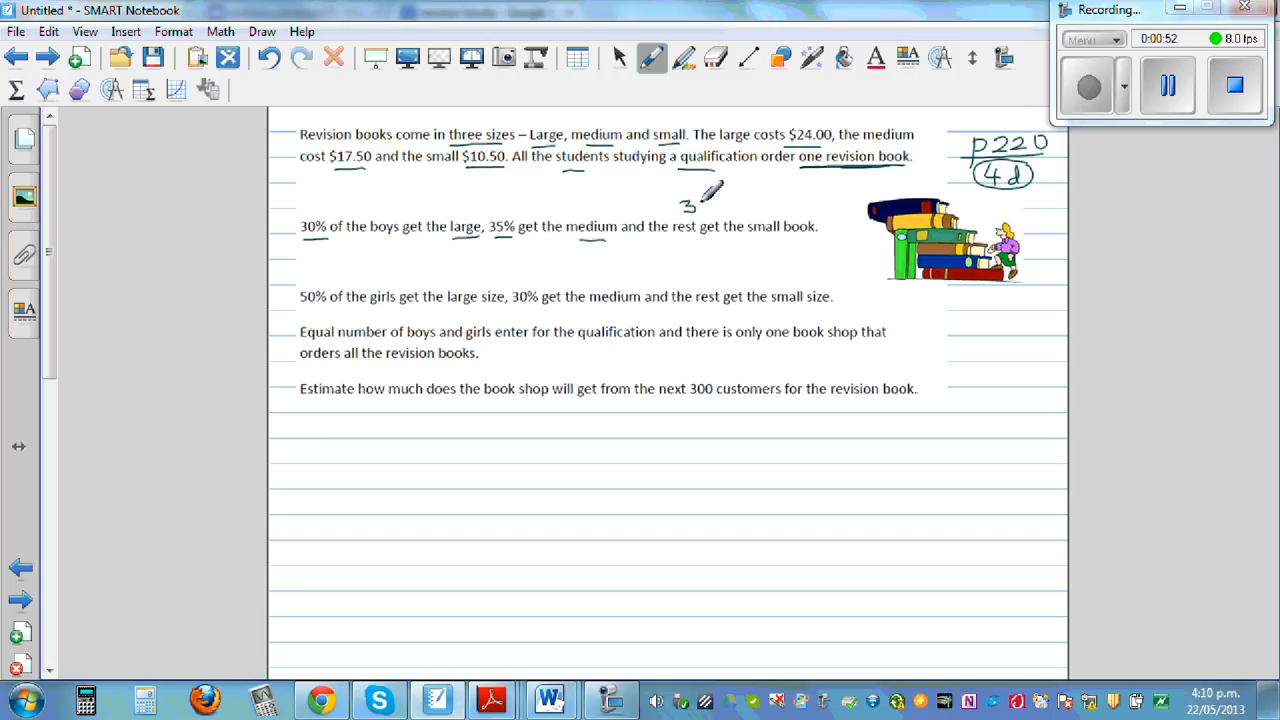 Untitled * - SMART Notebook
Recording...
File Edit View Insert Format Math Draw Help
Menu
0:00:52
8.0 fps
Revision books come in three sizes – Large, medium and small. The large costs $24.00, the medium
cost $17.50 and the small $10.50. All the students studying a qualification order one revision book.
p220
4d
3
30% of the boys get the large, 35% get the medium and the rest get the small book.
50% of the girls get the large size, 30% get the medium and the rest get the small size.
Equal number of boys and girls enter for the qualification and there is only one book shop that
orders all the revision books.
Estimate how much does the book shop will get from the next 300 customers for the revision book.
4:10 p.m.
22/05/2013